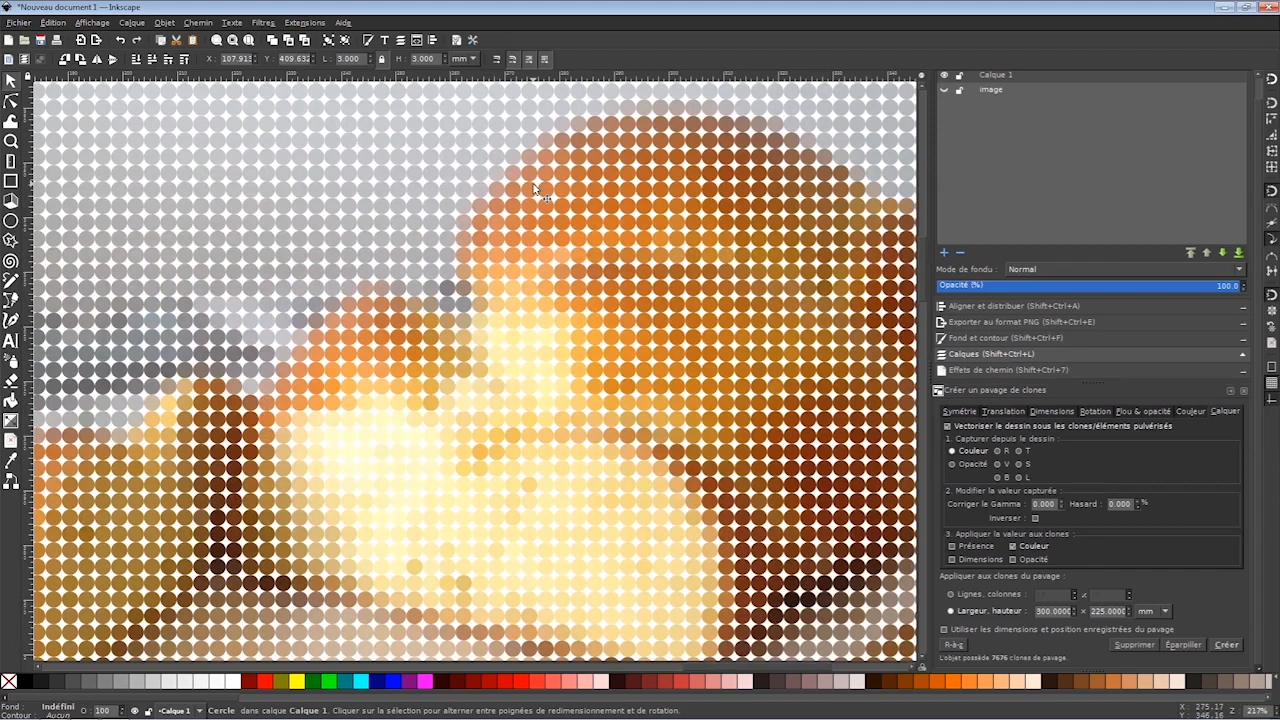 *Nouveau document 1 — Inkscape
Fichier Édition Affichage Calque Objet Chemin Texte Filtres Extensions Aide
X : 107.913 Y : 409.632 L : 3.000 H : 3.000 mm
Calque 1
image
Mode de fondu : Normal
Opacité (%) 100.0
Aligner et distribuer (Shift+Ctrl+A)
Exporter au format PNG (Shift+Ctrl+E)
Fond et contour (Shift+Ctrl+F)
Calques (Shift+Ctrl+L)
Effets de chemin (Shift+Ctrl+7)
Créer un pavage de clones
Symétrie Translation Dimensions Rotation Flou & opacité Couleur Calquer
Vectoriser le dessin sous les clones/éléments pulvérisés
1. Capturer depuis le dessin :
Couleur R T
Opacité V S
B L
2. Modifier la valeur capturée :
Corriger le Gamma : 0.000 Hasard : 0.000 %
Inverser :
3. Appliquer la valeur aux clones :
Présence Couleur
Dimensions Opacité
Appliquer aux clones du pavage :
Lignes, colonnes :
Largeur, hauteur : 300.0000 × 225.0000 mm
Utiliser les dimensions et position enregistrées du pavage
R-à-z Supprimer Éparpiller Créer
L'objet possède 7676 clones de pavage.
Fond : Indéfini
Contour : Aucun
O : 100
•Calque 1
Cercle dans calque Calque 1. Cliquer sur la sélection pour alterner entre poignées de redimensionnement et de rotation.
X : 275.17
Y : 346.16
Z : 217%